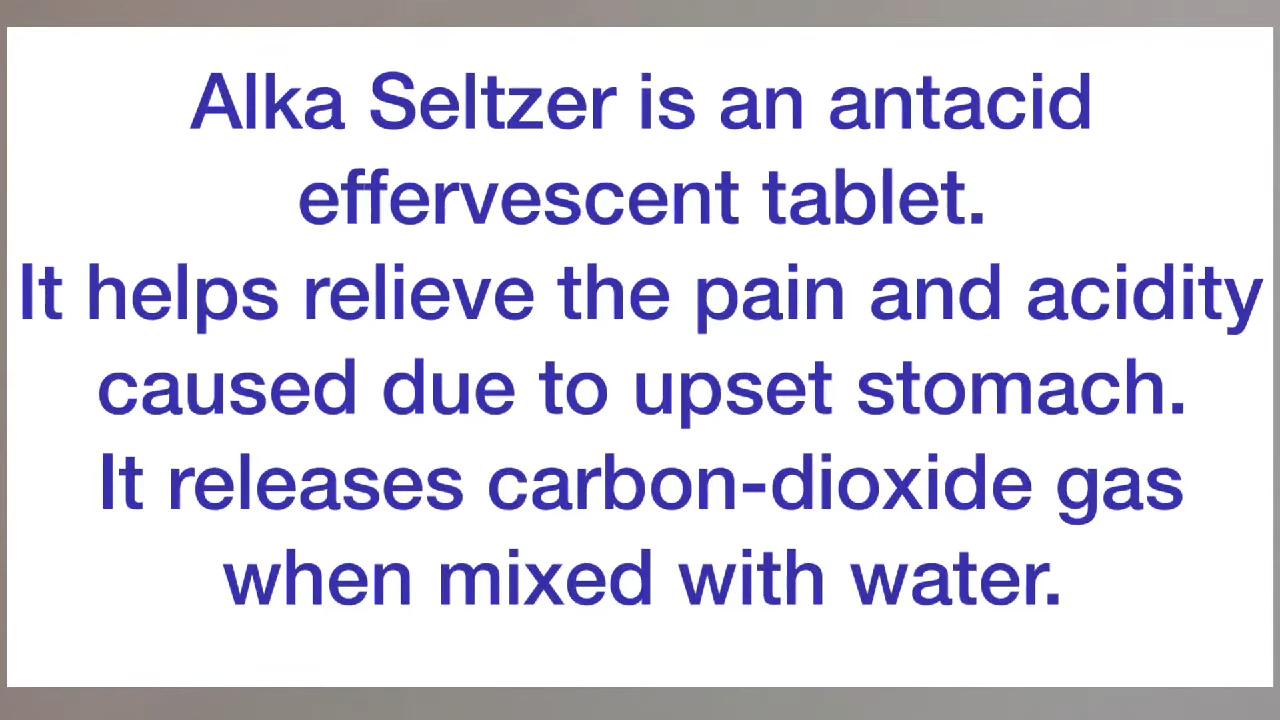 Alka Seltzer is an antacid
effervescent tablet.
It helps relieve the pain and acidity
caused due to upset stomach.
It releases carbon-dioxide gas
when mixed with water.